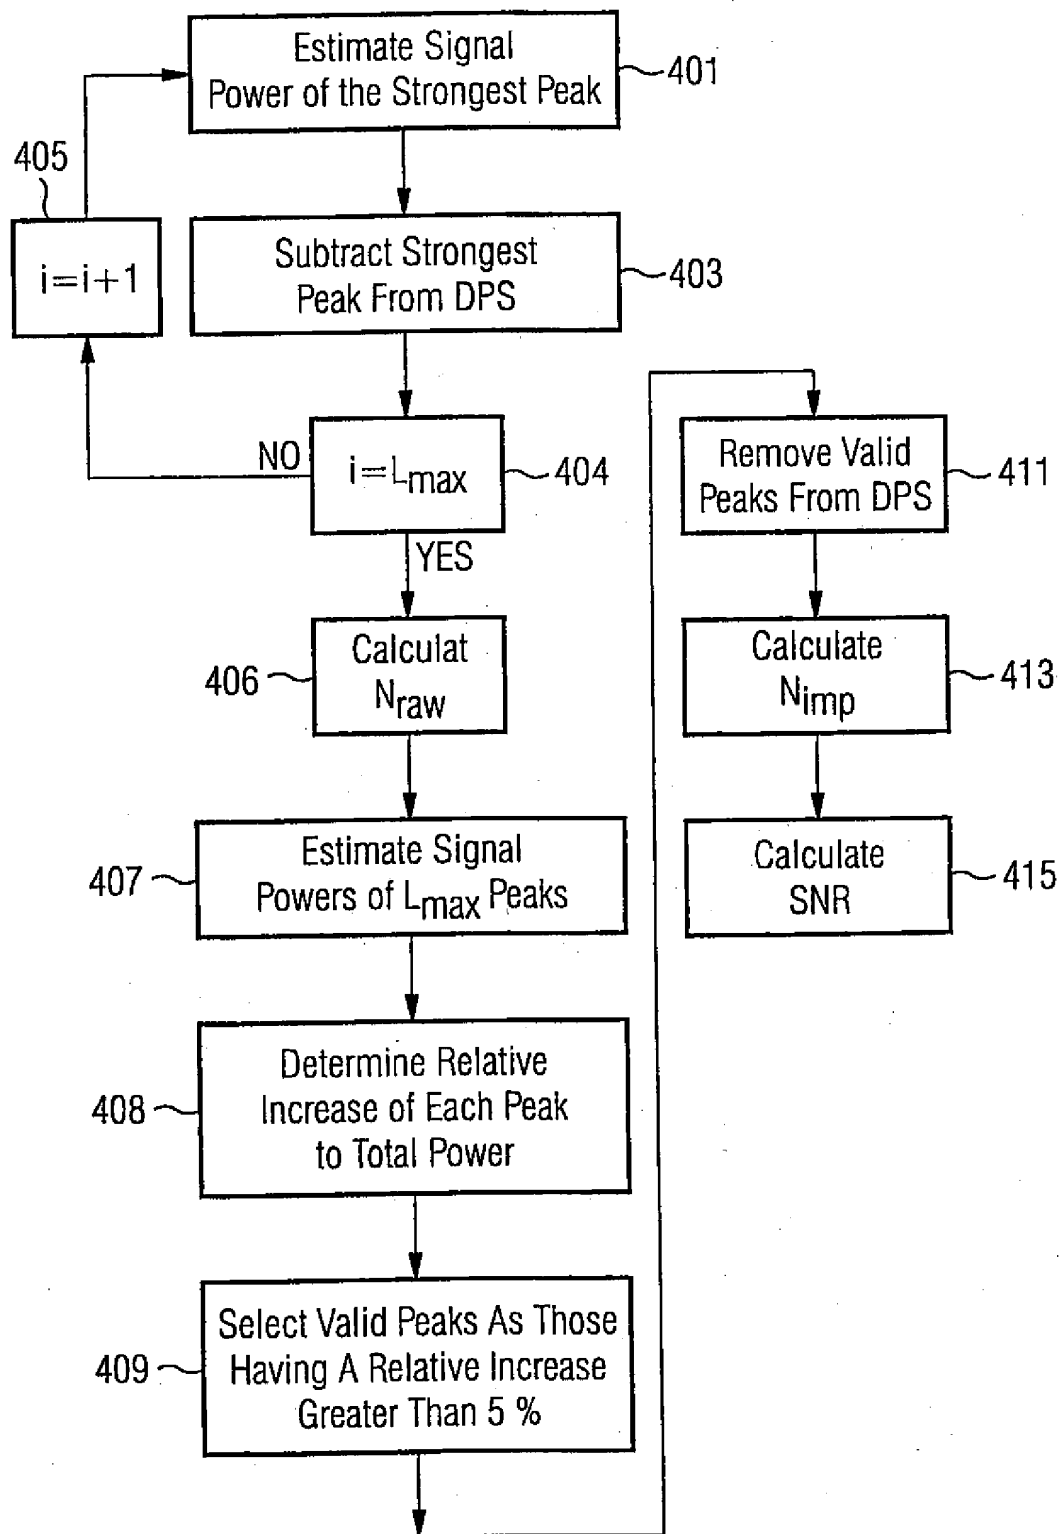 Estimate Signal
Power of the Strongest Peak
401
405
i=i+1
Subtract Strongest
Peak From DPS
403
NO
i=Lmax
404
YES
Calculat
Nraw
406
Estimate Signal
Powers of Lmax Peaks
407
Determine Relative
Increase of Each Peak
to Total Power
408
Select Valid Peaks As Those
Having A Relative Increase
Greater Than 5 %
409
Remove Valid
Peaks From DPS
411
Calculate
Nimp
413
Calculate
SNR
415